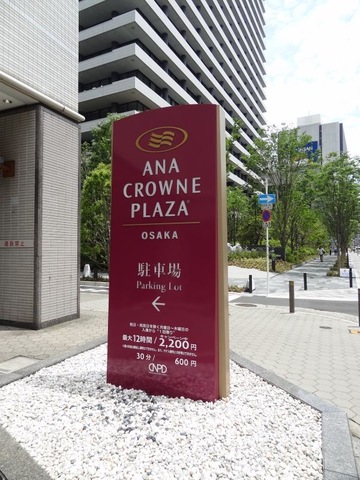 ANA
CROWNE
PLAZA®
OSAKA
駐車場
Parking Lot
←
最大12時間 / 2,200円
30分 / 600円
CNPD